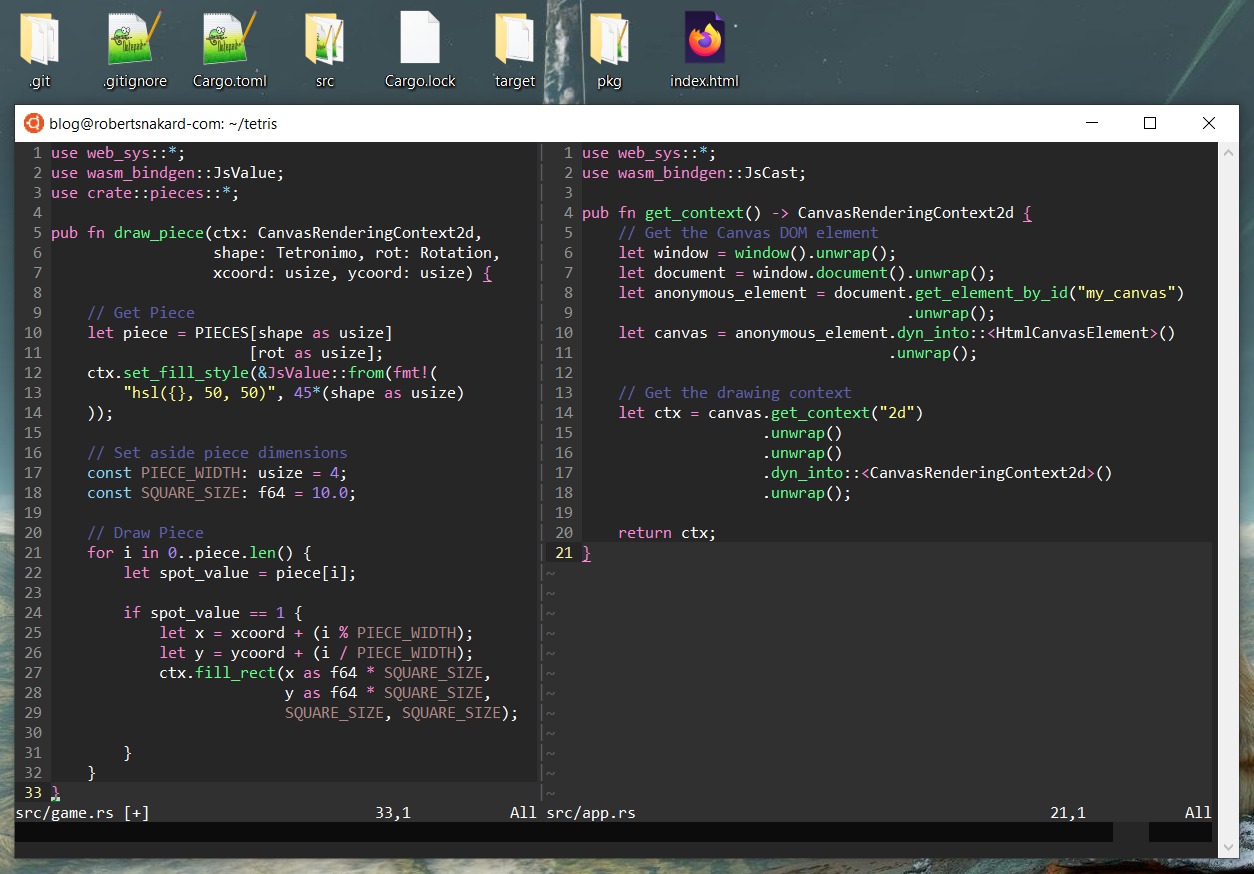 .git
.gitignore
Cargo.toml
src
Cargo.lock
target
pkg
index.html
blog@robertsnakard-com: ~/tetris
1 use web_sys::*;
2 use wasm_bindgen::JsValue;
3 use crate::pieces::*;
4
5 pub fn draw_piece(ctx: CanvasRenderingContext2d,
6                   shape: Tetronimo, rot: Rotation,
7                   xcoord: usize, ycoord: usize) {
8
9     // Get Piece
10     let piece = PIECES[shape as usize]
11                       [rot as usize];
12     ctx.set_fill_style(&JsValue::from(fmt!(
13         "hsl({}, 50, 50)", 45*(shape as usize)
14     ));
15
16     // Set aside piece dimensions
17     const PIECE_WIDTH: usize = 4;
18     const SQUARE_SIZE: f64 = 10.0;
19
20     // Draw Piece
21     for i in 0..piece.len() {
22         let spot_value = piece[i];
23
24         if spot_value == 1 {
25             let x = xcoord + (i % PIECE_WIDTH);
26             let y = ycoord + (i / PIECE_WIDTH);
27             ctx.fill_rect(x as f64 * SQUARE_SIZE,
28                           y as f64 * SQUARE_SIZE,
29                           SQUARE_SIZE, SQUARE_SIZE);
30
31         }
32     }
33 }
src/game.rs [+] 33,1 All
1 use web_sys::*;
2 use wasm_bindgen::JsCast;
3
4 pub fn get_context() -> CanvasRenderingContext2d {
5     // Get the Canvas DOM element
6     let window = window().unwrap();
7     let document = window.document().unwrap();
8     let anonymous_element = document.get_element_by_id("my_canvas")
9                                     .unwrap();
10     let canvas = anonymous_element.dyn_into::<HtmlCanvasElement>()
11                                   .unwrap();
12
13     // Get the drawing context
14     let ctx = canvas.get_context("2d")
15                     .unwrap()
16                     .unwrap()
17                     .dyn_into::<CanvasRenderingContext2d>()
18                     .unwrap();
19
20     return ctx;
21 }
~
~
~
~
~
~
~
~
~
~
~
~
src/app.rs 21,1 All